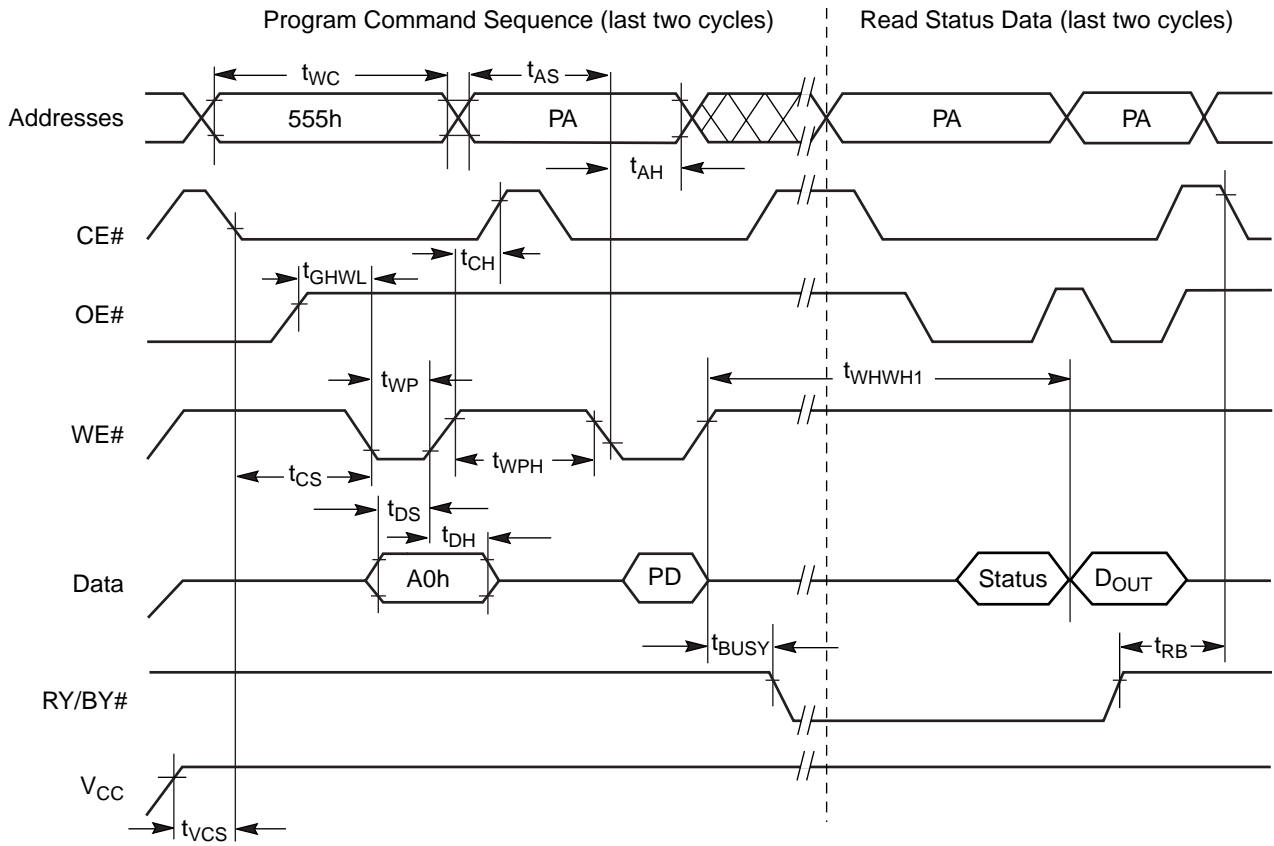 Program Command Sequence (last two cycles)
Read Status Data (last two cycles)
tWC
tAS
Addresses
555h
PA
PA
PA
tAH
CE#
tCH
tGHWL
OE#
tWP
tWHWH1
WE#
tCS
tWPH
tDS
tDH
Data
A0h
PD
Status
DOUT
tBUSY
tRB
RY/BY#
VCC
tVCS